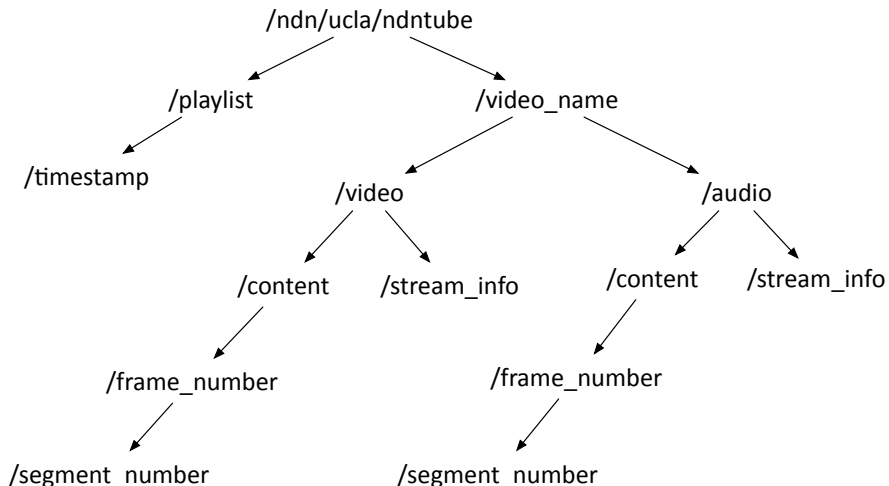 /ndn/ucla/ndntube
/playlist
/video_name
/timestamp
/video
/audio
/content
/stream_info
/content
/stream_info
/frame_number
/frame_number
/segment_number
/segment_number